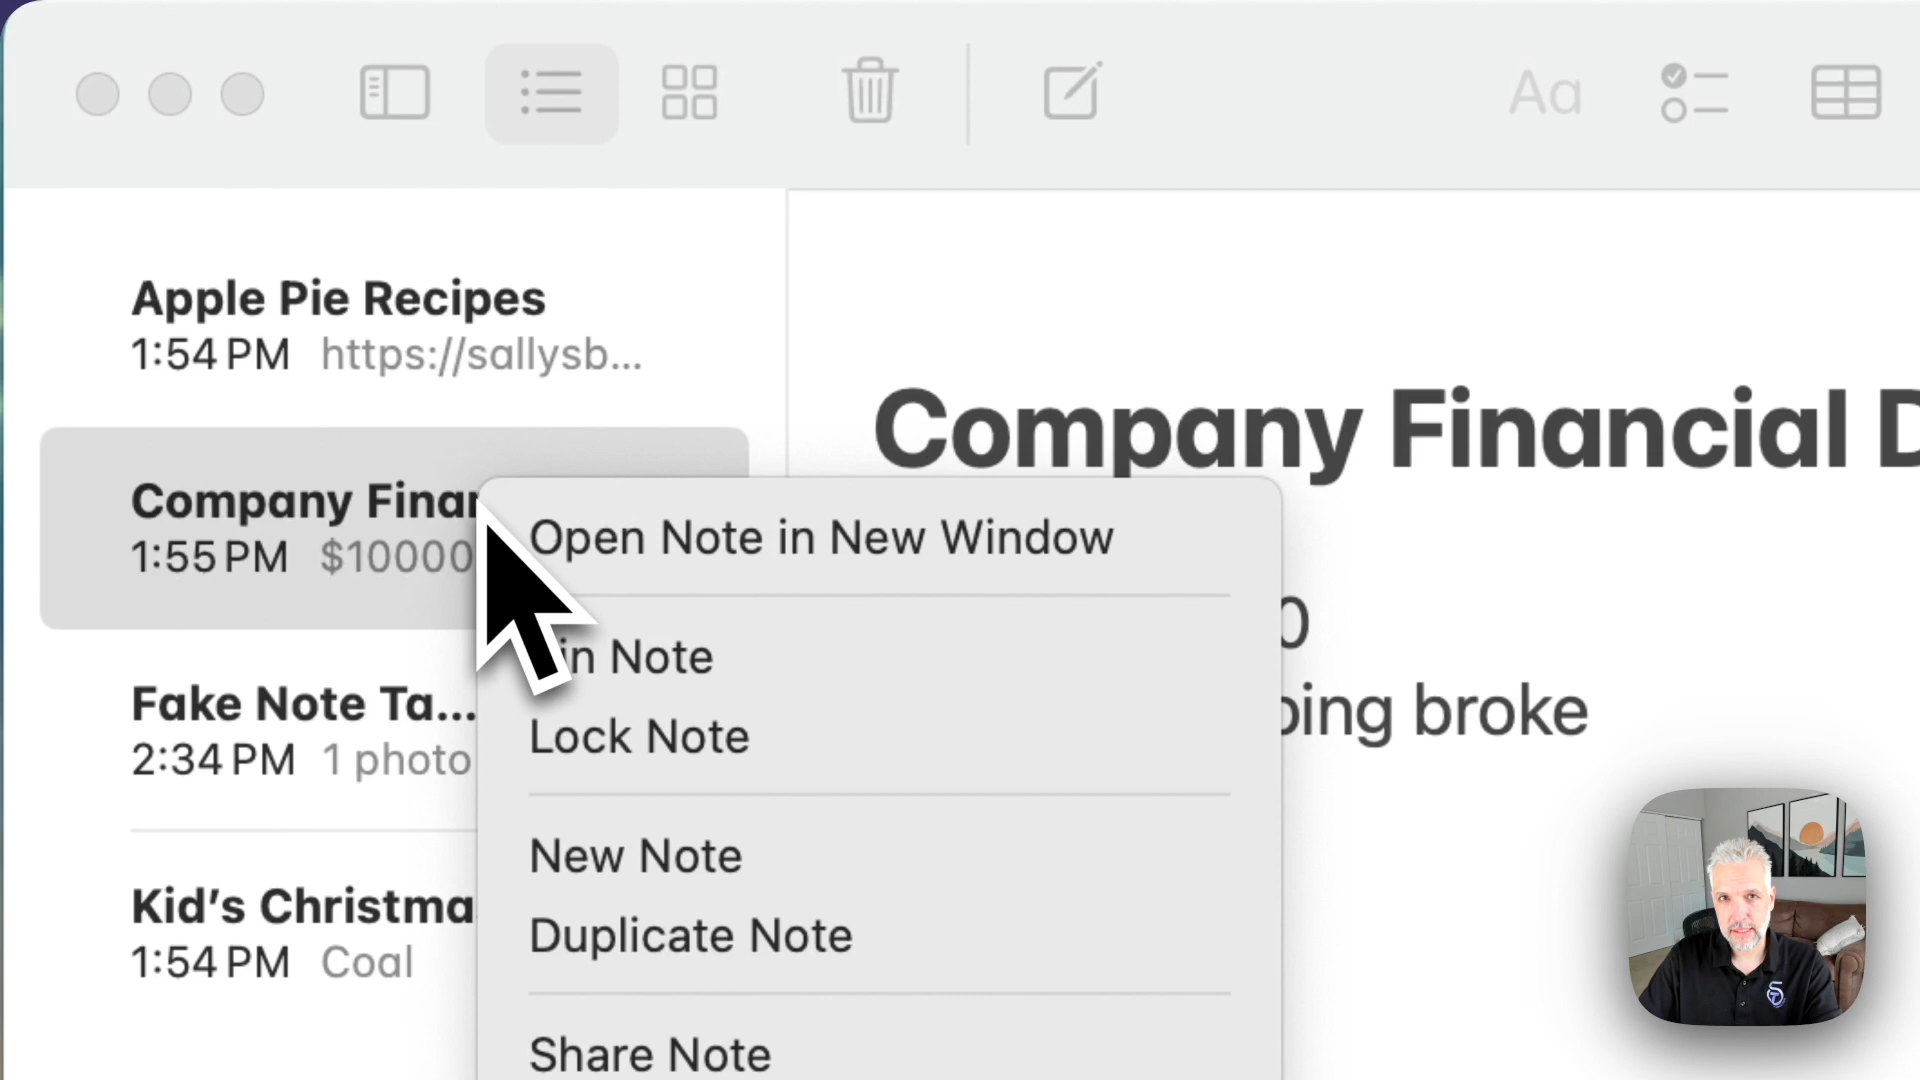 Aa
Apple Pie Recipes
1:54 PM https://sallysb...
Company Finan
1:55 PM $10000
Fake Note Ta...
2:34 PM 1 photo
Kid's Christma
1:54 PM Coal
Company Financial D
0
broke
Open Note in New Window
Note
Lock Note
New Note
Duplicate Note
Share Note